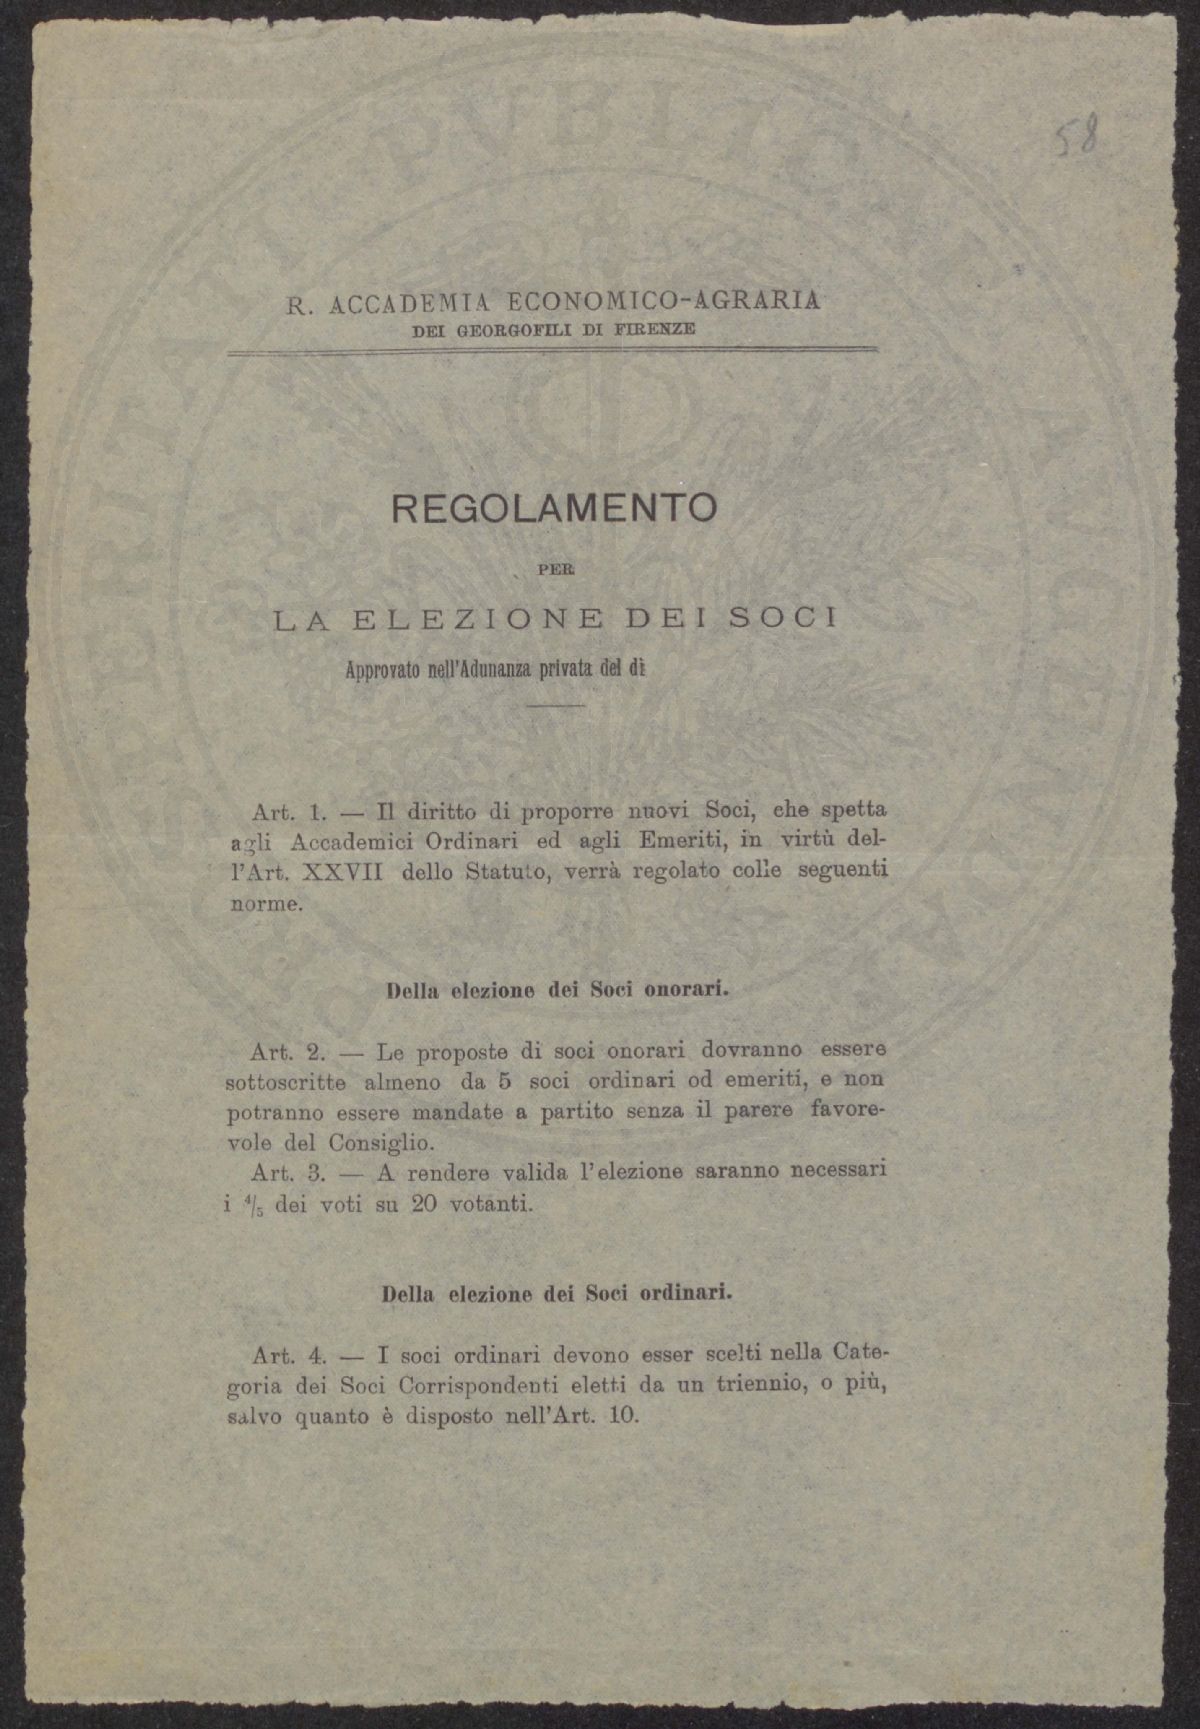 58
R. ACCADEMIA ECONOMICO-AGRARIA
DEI GEORGOFILI DI FIRENZE
REGOLAMENTO
PER
LA ELEZIONE DEI SOCI
Approvato nell'Adunanza privata del dì
Art. 1. — Il diritto di proporre nuovi Soci, che spetta
agli Accademici Ordinari ed agli Emeriti, in virtù del-
l'Art. XXVII dello Statuto, verrà regolato colle seguenti
norme.
Della elezione dei Soci onorari.
Art. 2. — Le proposte di soci onorari dovranno essere
sottoscritte almeno da 5 soci ordinari od emeriti, e non
potranno essere mandate a partito senza il parere favore-
vole del Consiglio.
Art. 3. — A rendere valida l'elezione saranno necessari
i 4/5 dei voti su 20 votanti.
Della elezione dei Soci ordinari.
Art. 4. — I soci ordinari devono esser scelti nella Cate-
goria dei Soci Corrispondenti eletti da un triennio, o più,
salvo quanto è disposto nell'Art. 10.